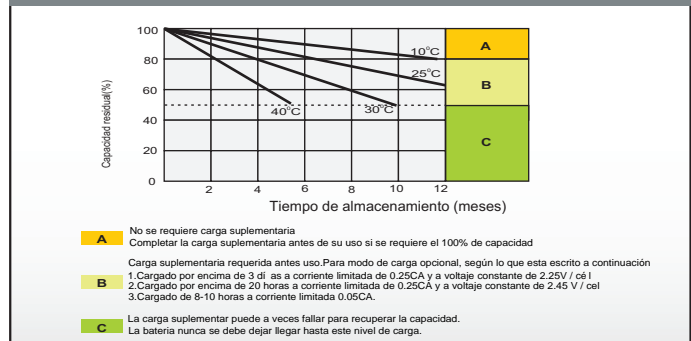 100
80
60
40
20
0
Capacidad residual(%)
10°C
25°C
30°C
40°C
A
B
C
2 4 6 8 10 12
Tiempo de almacenamiento (meses)
A
No se requiere carga suplementaria
Completar la carga suplementaria antes de su uso si se requiere el 100% de capacidad
Carga suplementaria requerida antes uso.Para modo de carga opcional, según lo que esta escrito a continuación
B
1.Cargado por encima de 3 dí as a corriente limitada de 0.25CA y a voltaje constante de 2.25V / cé l
2.Cargado por encima de 20 horas a corriente limitada de 0.25CA y a voltaje constante de 2.45 V / cel
3.Cargado de 8-10 horas a corriente limitada 0.05CA.
C
La carga suplementar puede a veces fallar para recuperar la capacidad.
La bateria nunca se debe dejar llegar hasta este nivel de carga.